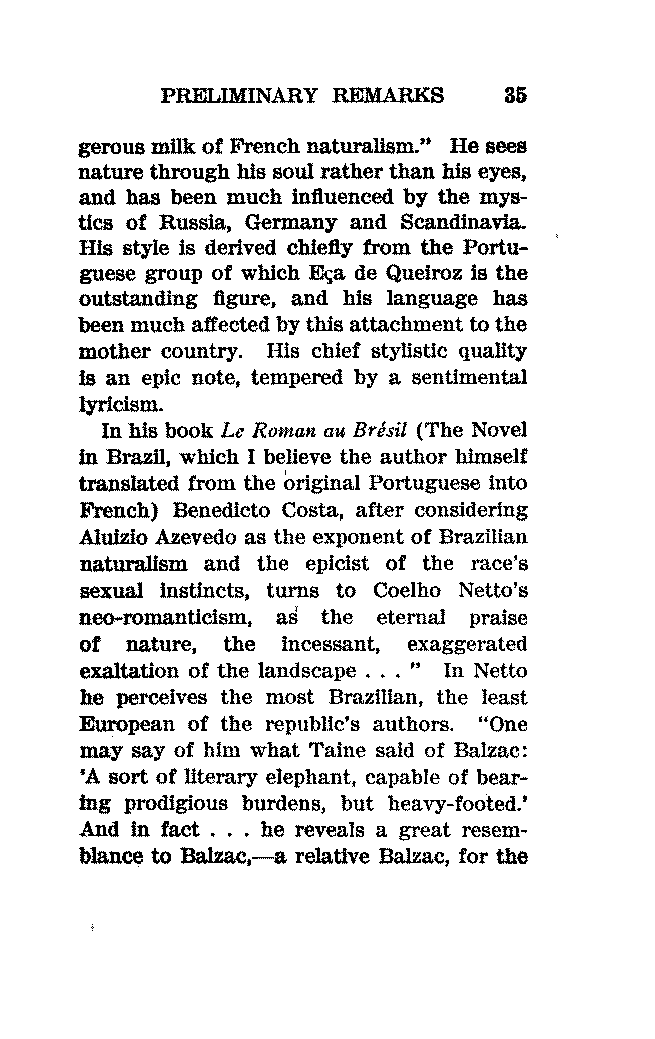 PRELIMINARY REMARKS 35
gerous milk of French naturalism." He sees
nature through his soul rather than his eyes,
and has been much influenced by the mys-
tics of Russia, Germany and Scandinavia.
His style is derived chiefly from the Portu-
guese group of which Eça de Queiroz is the
outstanding figure, and his language has
been much affected by this attachment to the
mother country. His chief stylistic quality
is an epic note, tempered by a sentimental
lyricism.
In his book Le Roman au Brésil (The Novel
in Brazil, which I believe the author himself
translated from the original Portuguese into
French) Benedicto Costa, after considering
Aluizio Azevedo as the exponent of Brazilian
naturalism and the epicist of the race's
sexual instincts, turns to Coelho Netto's
neo-romanticism, as the eternal praise
of nature, the incessant, exaggerated
exaltation of the landscape . . . " In Netto
he perceives the most Brazilian, the least
European of the republic's authors. "One
may say of him what Taine said of Balzac:
'A sort of literary elephant, capable of bear-
ing prodigious burdens, but heavy-footed.'
And in fact . . . he reveals a great resem-
blance to Balzac,—a relative Balzac, for the